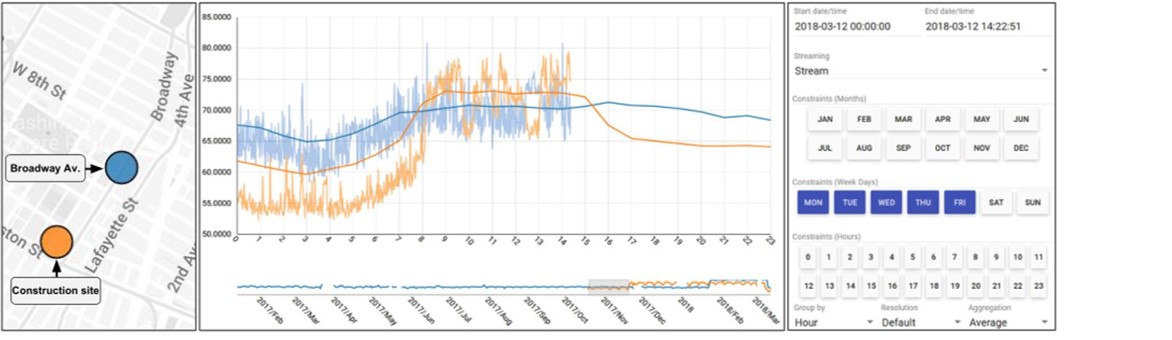 W 8th St
Broadway
4th Ave
Broadway Av.
Lafayette St
Construction site
2nd Av
85.0000
80.0000
75.0000
70.0000
65.0000
60.0000
55.0000
50.0000
0 1 2 3 4 5 6 7 8 9 10 11 12 13 14 15 16 17 18 19 20 21 22 23
2017/Feb 2017/Mar 2017/Apr 2017/May 2017/Jun 2017/Jul 2017/Aug 2017/Sep 2017/Oct 2017/Nov 2017/Dec 2018 2018/Feb 2018/Mar
Start date/time End date/time
2018-03-12 00:00:00 2018-03-12 14:22:51
Streaming
Stream
Constraints (Months)
JAN FEB MAR APR MAY JUN
JUL AUG SEP OCT NOV DEC
Constraints (Week Days)
MON TUE WED THU FRI SAT SUN
Constraints (Hours)
0 1 2 3 4 5 6 7 8 9 10 11
12 13 14 15 16 17 18 19 20 21 22 23
Group by Resolution Aggregation
Hour Default Average